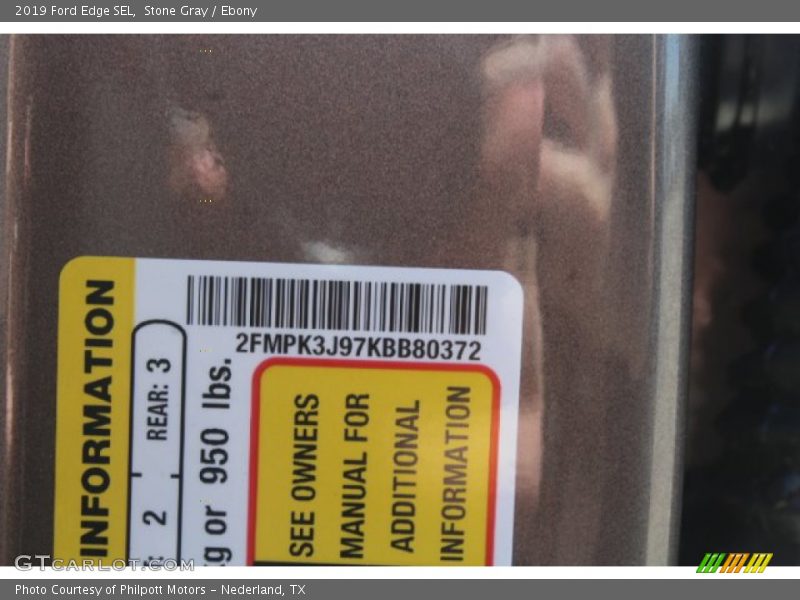 2019 Ford Edge SEL,  Stone Gray / Ebony
2FMPK3J97KBB80372
INFORMATION
REAR: 3
2
g or 950 lbs.
SEE OWNERS
MANUAL FOR
ADDITIONAL
INFORMATION
GTCarLot.com
Photo Courtesy of Philpott Motors - Nederland, TX